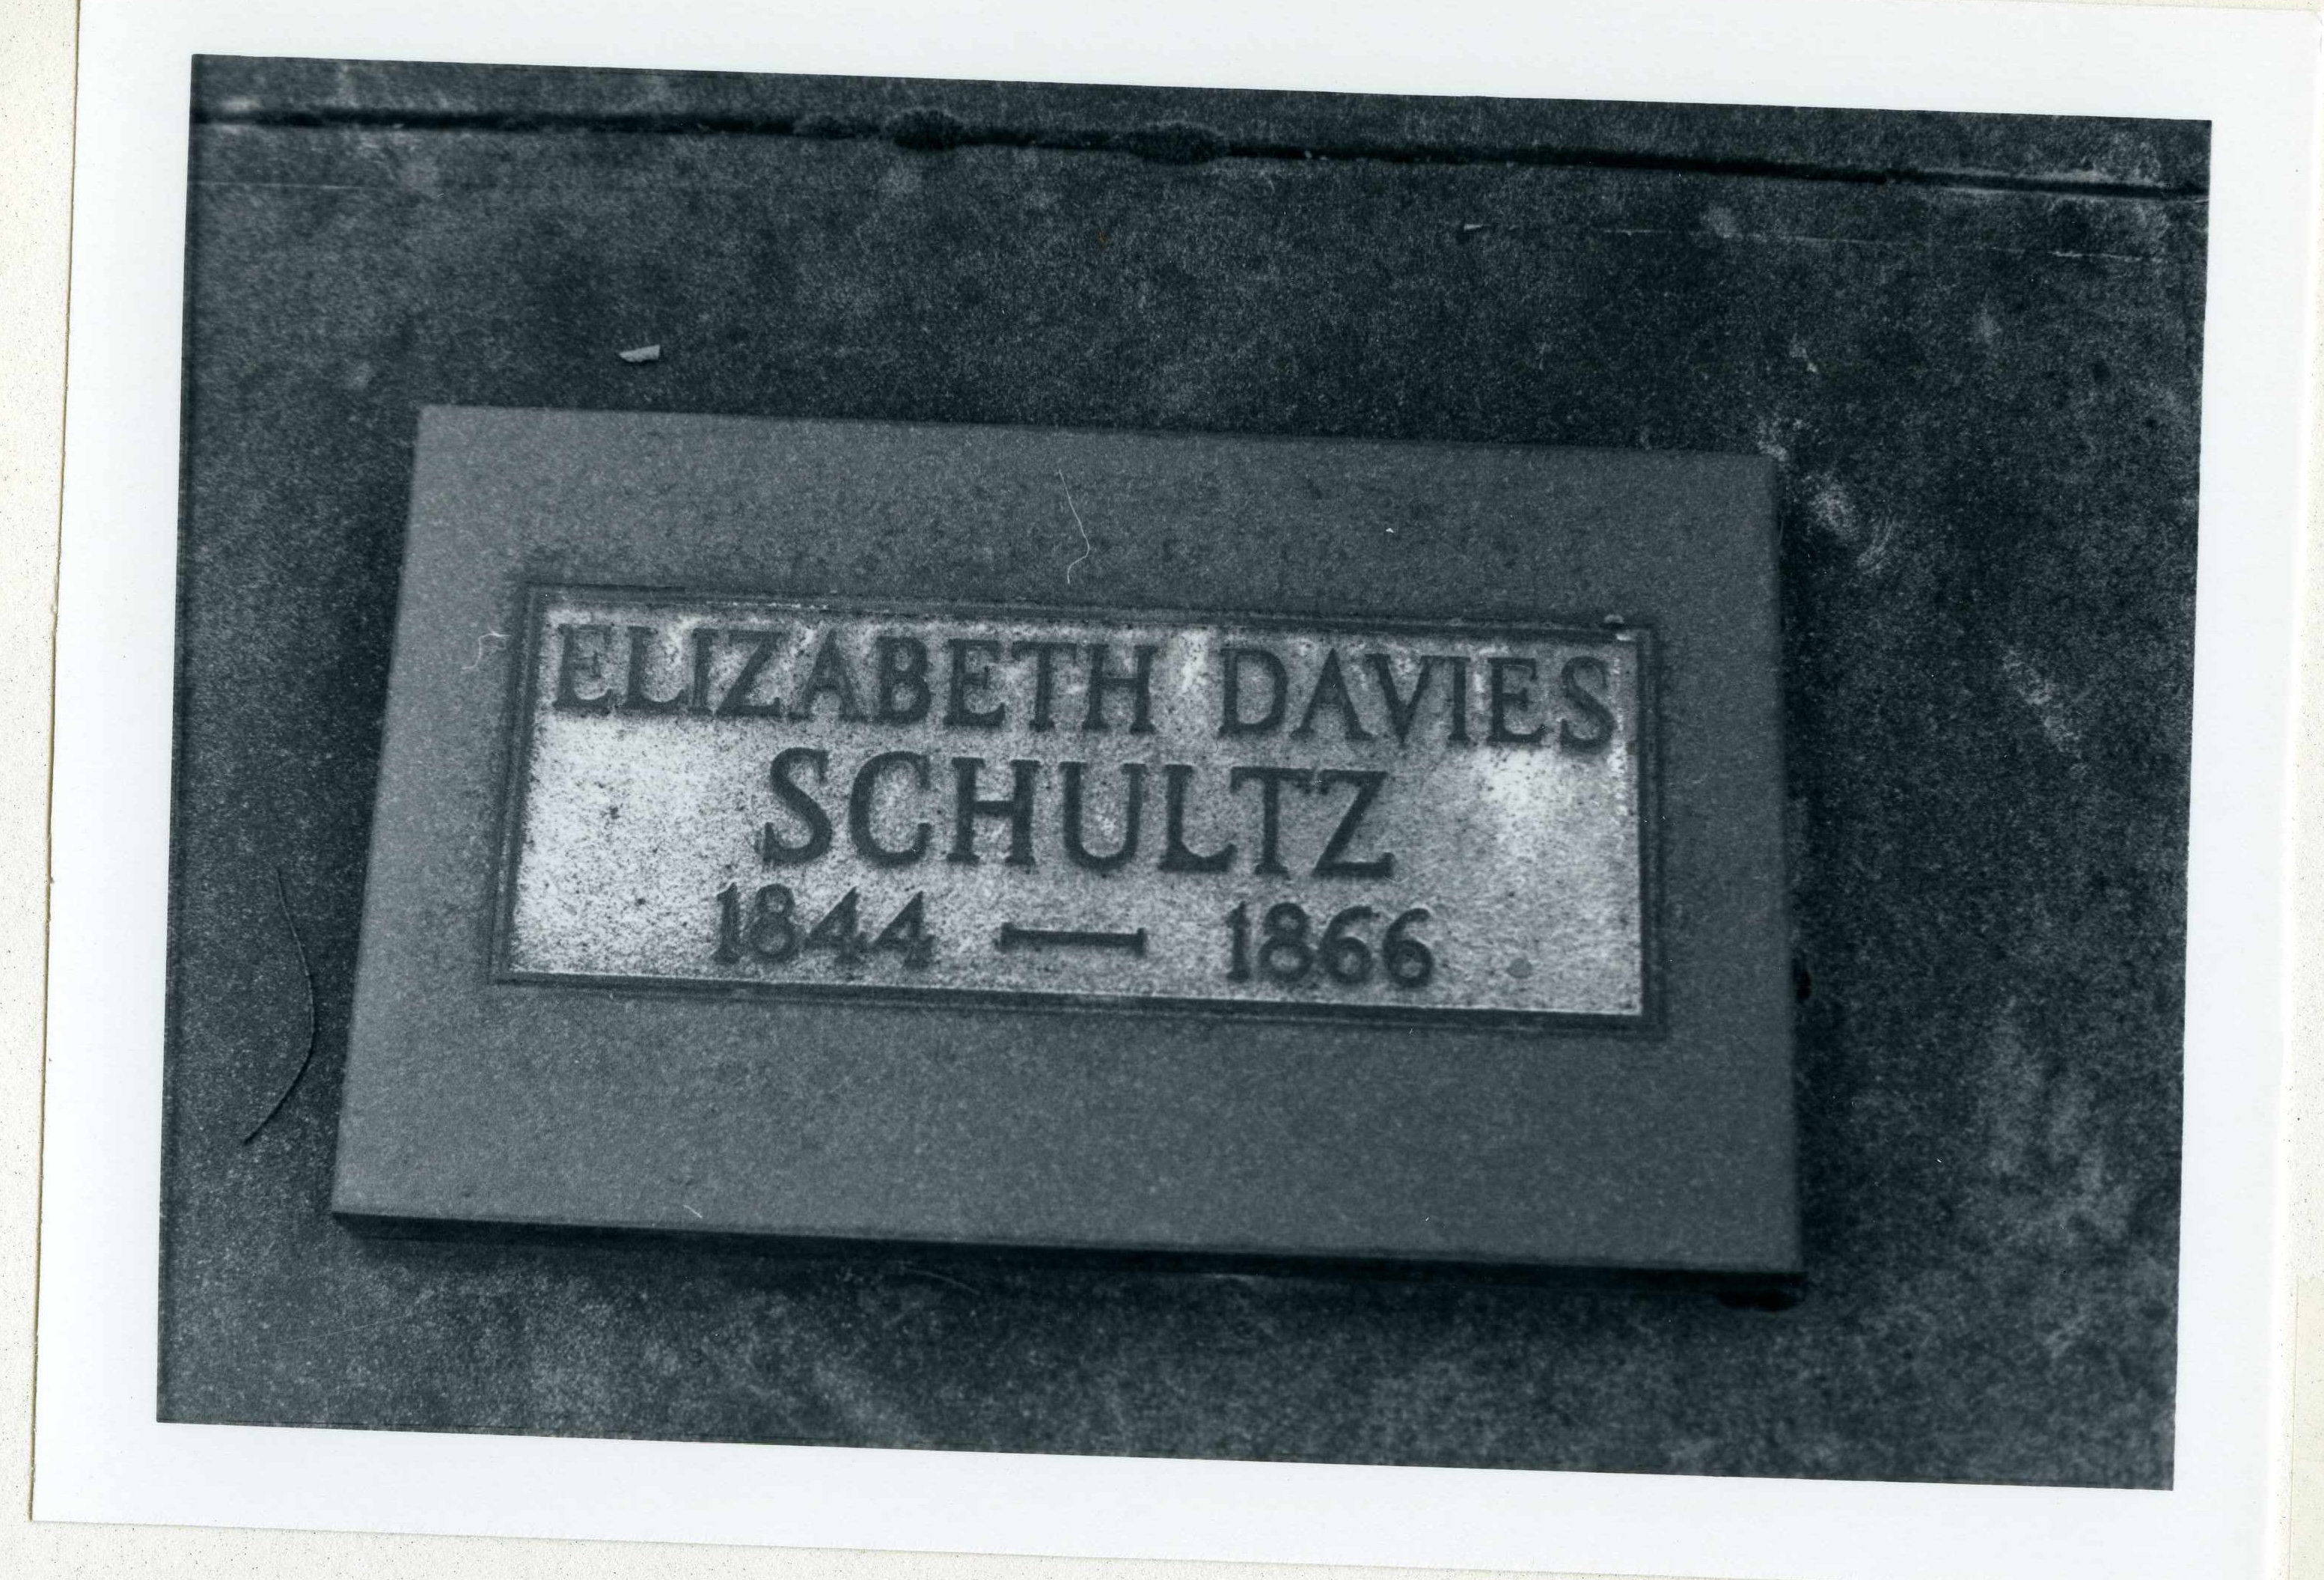 ELIZABETH DAVIES
SCHULTZ
1844 — 1866